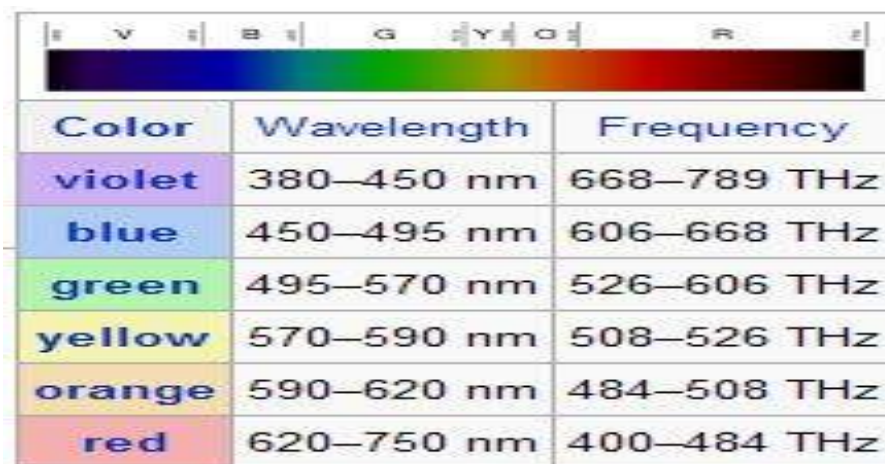 V B G Y O R
Color Wavelength Frequency
violet 380–450 nm 668–789 THz
blue 450–495 nm 606–668 THz
green 495–570 nm 526–606 THz
yellow 570–590 nm 508–526 THz
orange 590–620 nm 484–508 THz
red 620–750 nm 400–484 THz